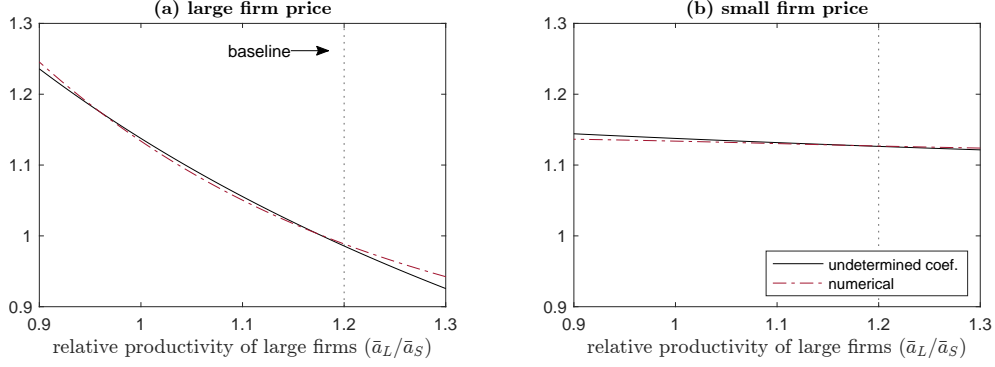 (a) large firm price
1.3
1.2
1.1
1
0.9
baseline
0.9 1 1.1 1.2 1.3
relative productivity of large firms (ā_L/ā_S)
(b) small firm price
1.3
1.2
1.1
1
0.9
undetermined coef.
numerical
0.9 1 1.1 1.2 1.3
relative productivity of large firms (ā_L/ā_S)